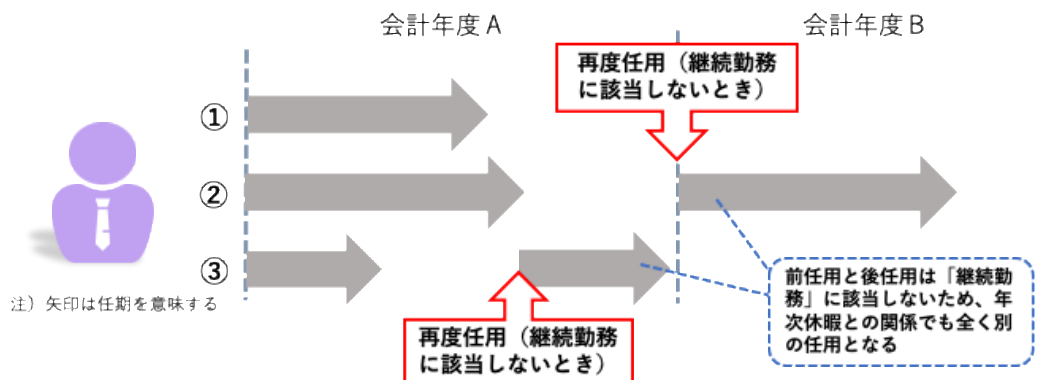 会計年度A
会計年度B
再度任用（継続勤務
に該当しないとき）
①
②
③
注）矢印は任期を意味する
再度任用（継続勤務
に該当しないとき）
前任用と後任用は「継続勤
務」に該当しないため、年
次休暇との関係でも全く別
の任用となる